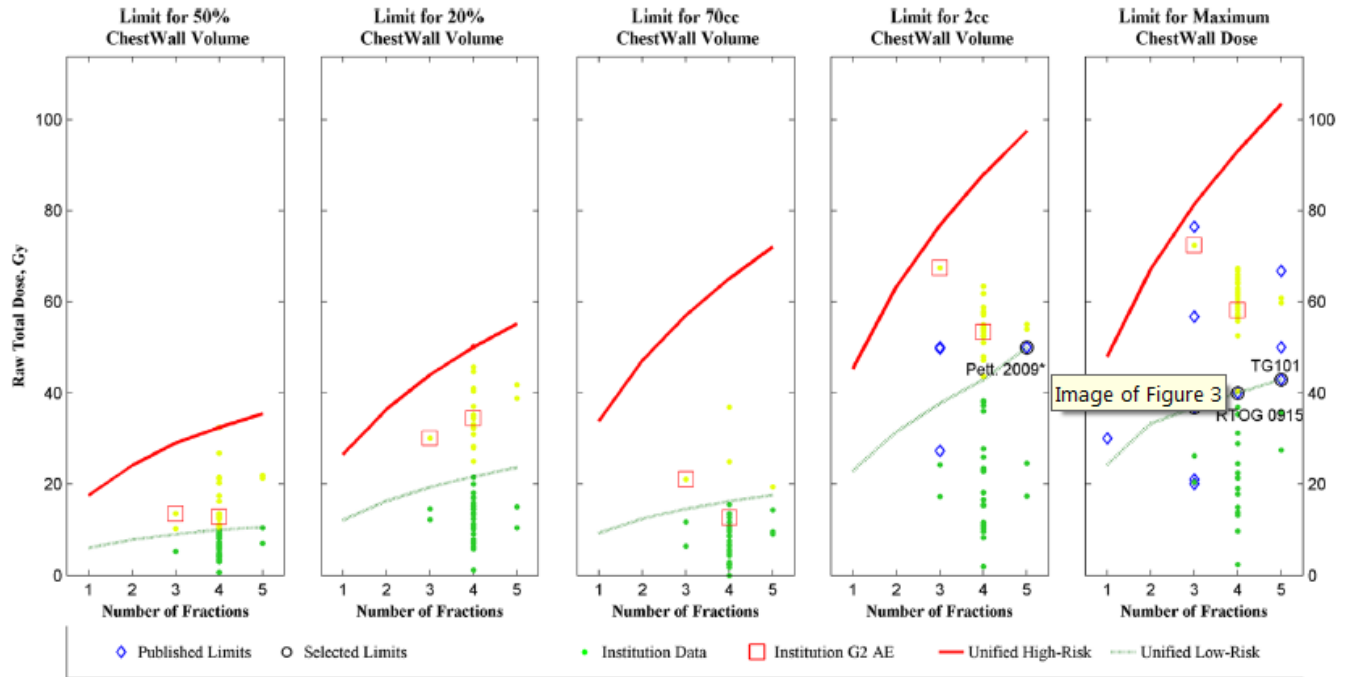 Limit for 50%
ChestWall Volume
Limit for 20%
ChestWall Volume
Limit for 70cc
ChestWall Volume
Limit for 2cc
ChestWall Volume
Limit for Maximum
ChestWall Dose
Raw Total Dose, Gy
100
80
60
40
20
0
100
80
60
40
20
0
Pett. 2009*
TG101
RTOG 0915
Image of Figure 3
1 2 3 4 5
1 2 3 4 5
1 2 3 4 5
1 2 3 4 5
1 2 3 4 5
Number of Fractions
Number of Fractions
Number of Fractions
Number of Fractions
Number of Fractions
Published Limits Selected Limits Institution Data Institution G2 AE Unified High-Risk Unified Low-Risk